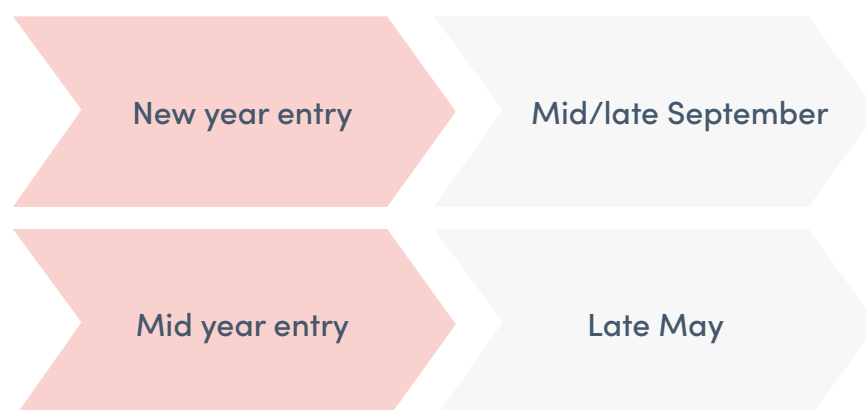 New year entry
Mid/late September
Mid year entry
Late May